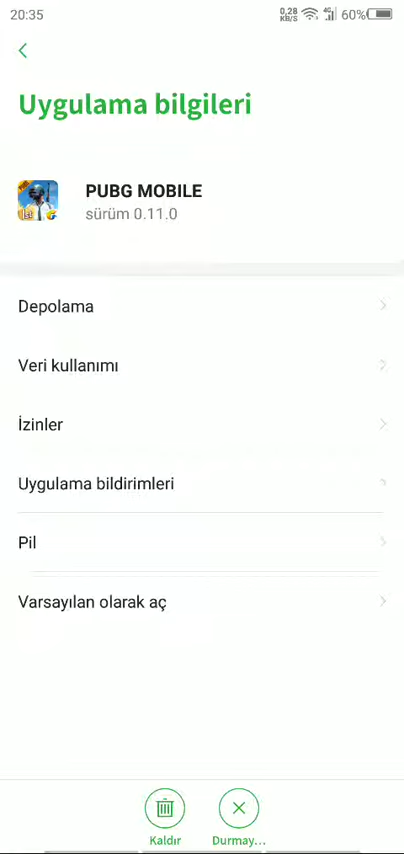 20:35
0,28 KB/S 4G 60%
Uygulama bilgileri
PUBG MOBILE
sürüm 0.11.0
Depolama
Veri kullanımı
İzinler
Uygulama bildirimleri
Pil
Varsayılan olarak aç
Kaldır
Durmay...